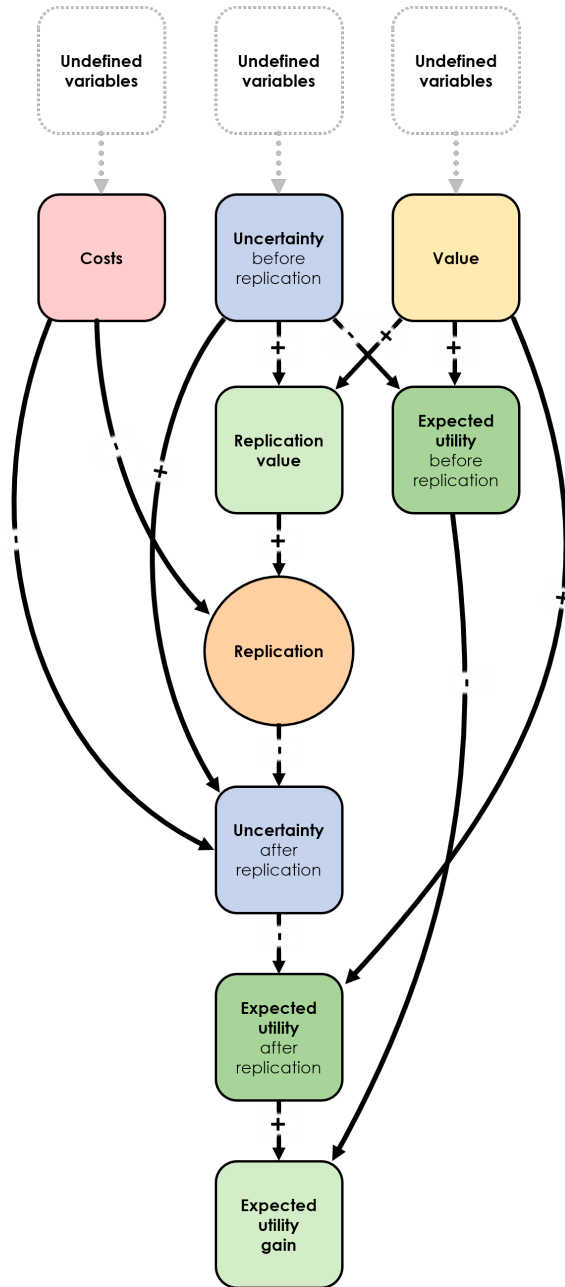 Undefined
variables
Undefined
variables
Undefined
variables
Costs
Uncertainty
before
replication
Value
+
-
+
+
-
+
Replication
value
Expected
utility
before
replication
+
-
+
Replication
-
-
Uncertainty
after
replication
-
Expected
utility
after
replication
+
Expected
utility
gain